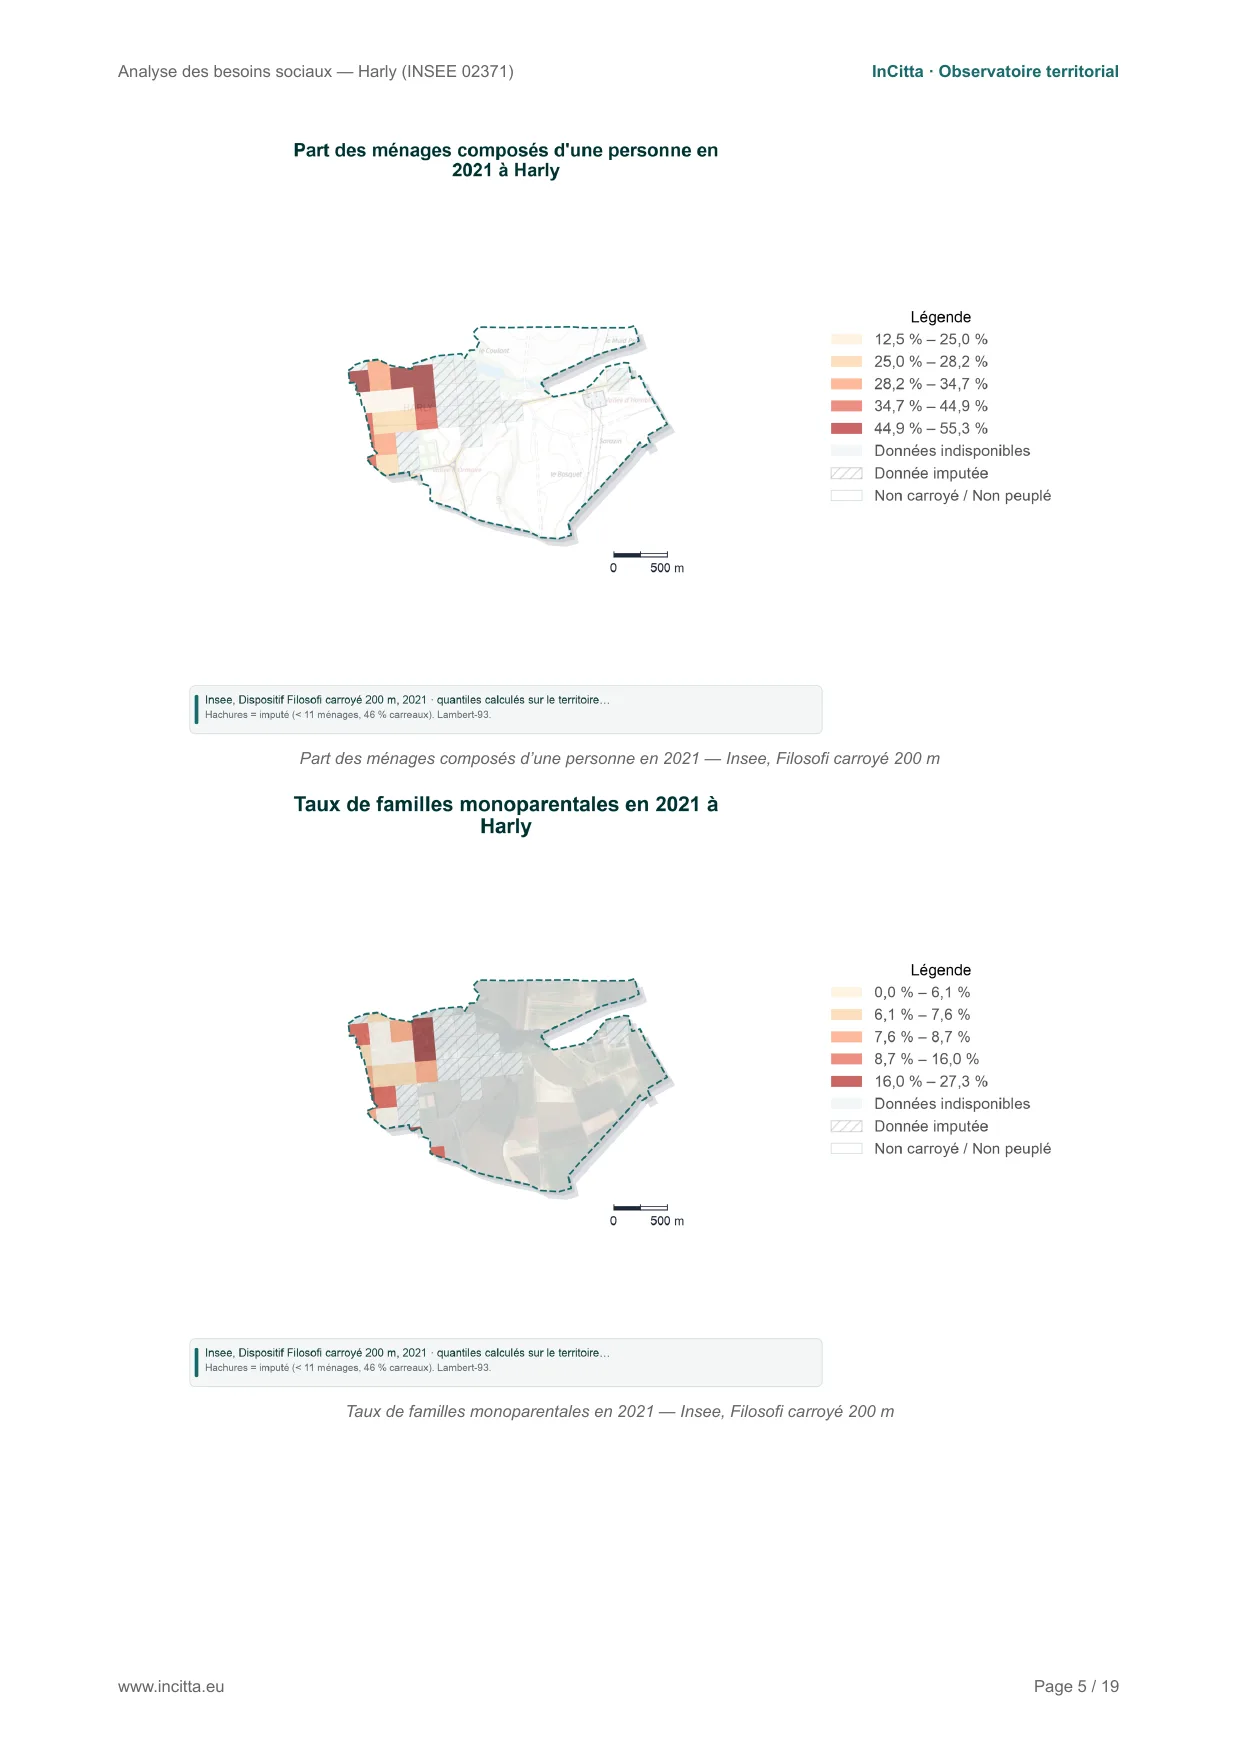 Analyse des besoins sociaux — Harly (INSEE 02371)
InCitta · Observatoire territorial
Part des ménages composés d'une personne en
2021 à Harly
Légende
12,5 % – 25,0 %
25,0 % – 28,2 %
28,2 % – 34,7 %
34,7 % – 44,9 %
44,9 % – 55,3 %
Données indisponibles
Donnée imputée
Non carroyé / Non peuplé
HARLY
le Bosquet
0 500 m
Insee, Dispositif Filosofi carroyé 200 m, 2021 · quantiles calculés sur le territoire…
Hachures = imputé (< 11 ménages, 46 % carreaux). Lambert-93.
Part des ménages composés d’une personne en 2021 — Insee, Filosofi carroyé 200 m
Taux de familles monoparentales en 2021 à
Harly
Légende
0,0 % – 6,1 %
6,1 % – 7,6 %
7,6 % – 8,7 %
8,7 % – 16,0 %
16,0 % – 27,3 %
Données indisponibles
Donnée imputée
Non carroyé / Non peuplé
0 500 m
Insee, Dispositif Filosofi carroyé 200 m, 2021 · quantiles calculés sur le territoire…
Hachures = imputé (< 11 ménages, 46 % carreaux). Lambert-93.
Taux de familles monoparentales en 2021 — Insee, Filosofi carroyé 200 m
www.incitta.eu
Page 5 / 19